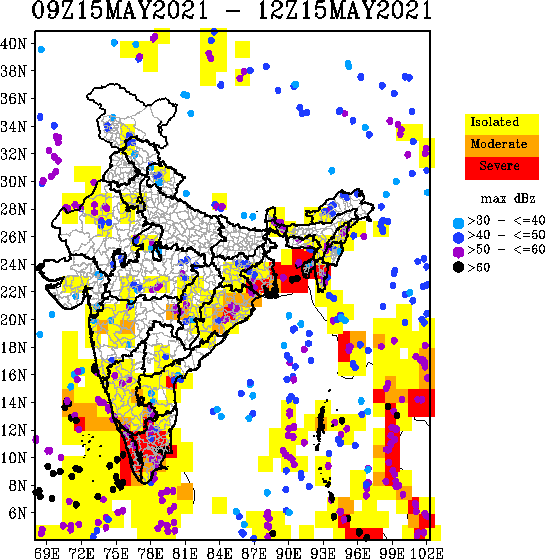 09Z15MAY2021 – 12Z15MAY2021
40N
38N
36N
34N
32N
30N
28N
26N
24N
22N
20N
18N
16N
14N
12N
10N
8N
6N
69E 72E 75E 78E 81E 84E 87E 90E 93E 96E 99E 102E
Isolated
Moderate
Severe
max dBz
>30 – <=40
>40 – <=50
>50 – <=60
>60